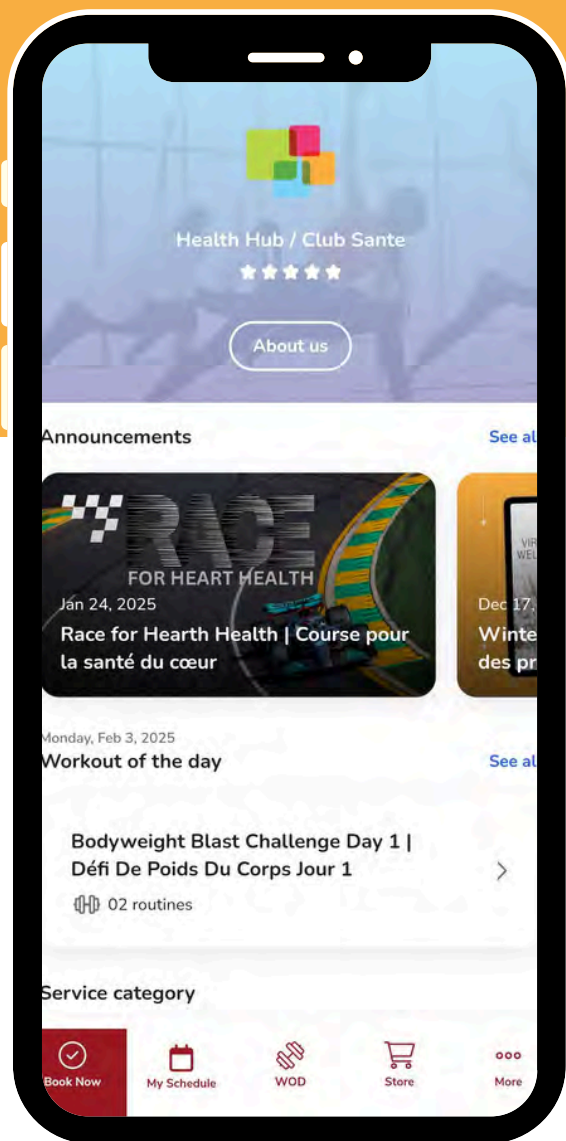 Health Hub / Club Sante
About us
Announcements
See al
RACE
FOR HEART HEALTH
Jan 24, 2025
Race for Hearth Health | Course pour
la santé du cœur
VIR
WEL
Dec 17,
Winte
des pr
Monday, Feb 3, 2025
Workout of the day
See al
Bodyweight Blast Challenge Day 1 |
Défi De Poids Du Corps Jour 1
02 routines
Service category
Book Now
My Schedule
WOD
Store
More